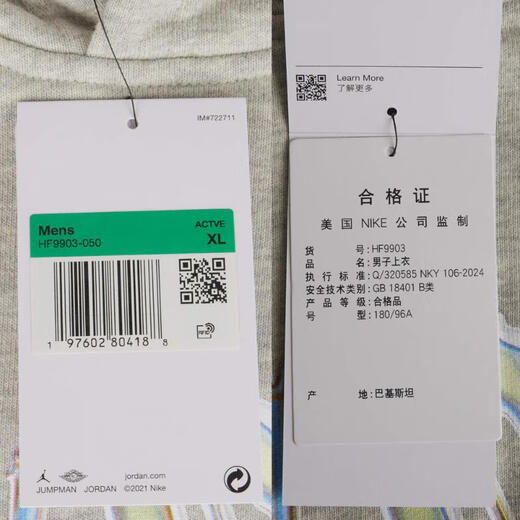 IM#722711
Mens
HF9903-050
ACTVE
XL
1 97602 80418 8
RFID
JUMPMAN JORDAN
jordan.com
©2021 Nike
Learn More
了解更多
合格证
美国 NIKE 公司监制
货号:HF9903
品名:男子上衣
执行标准:Q/320585 NKY 106-2024
安全技术类别:GB 18401 B类
产品等级:合格品
号型:180/96A
产地:巴基斯坦